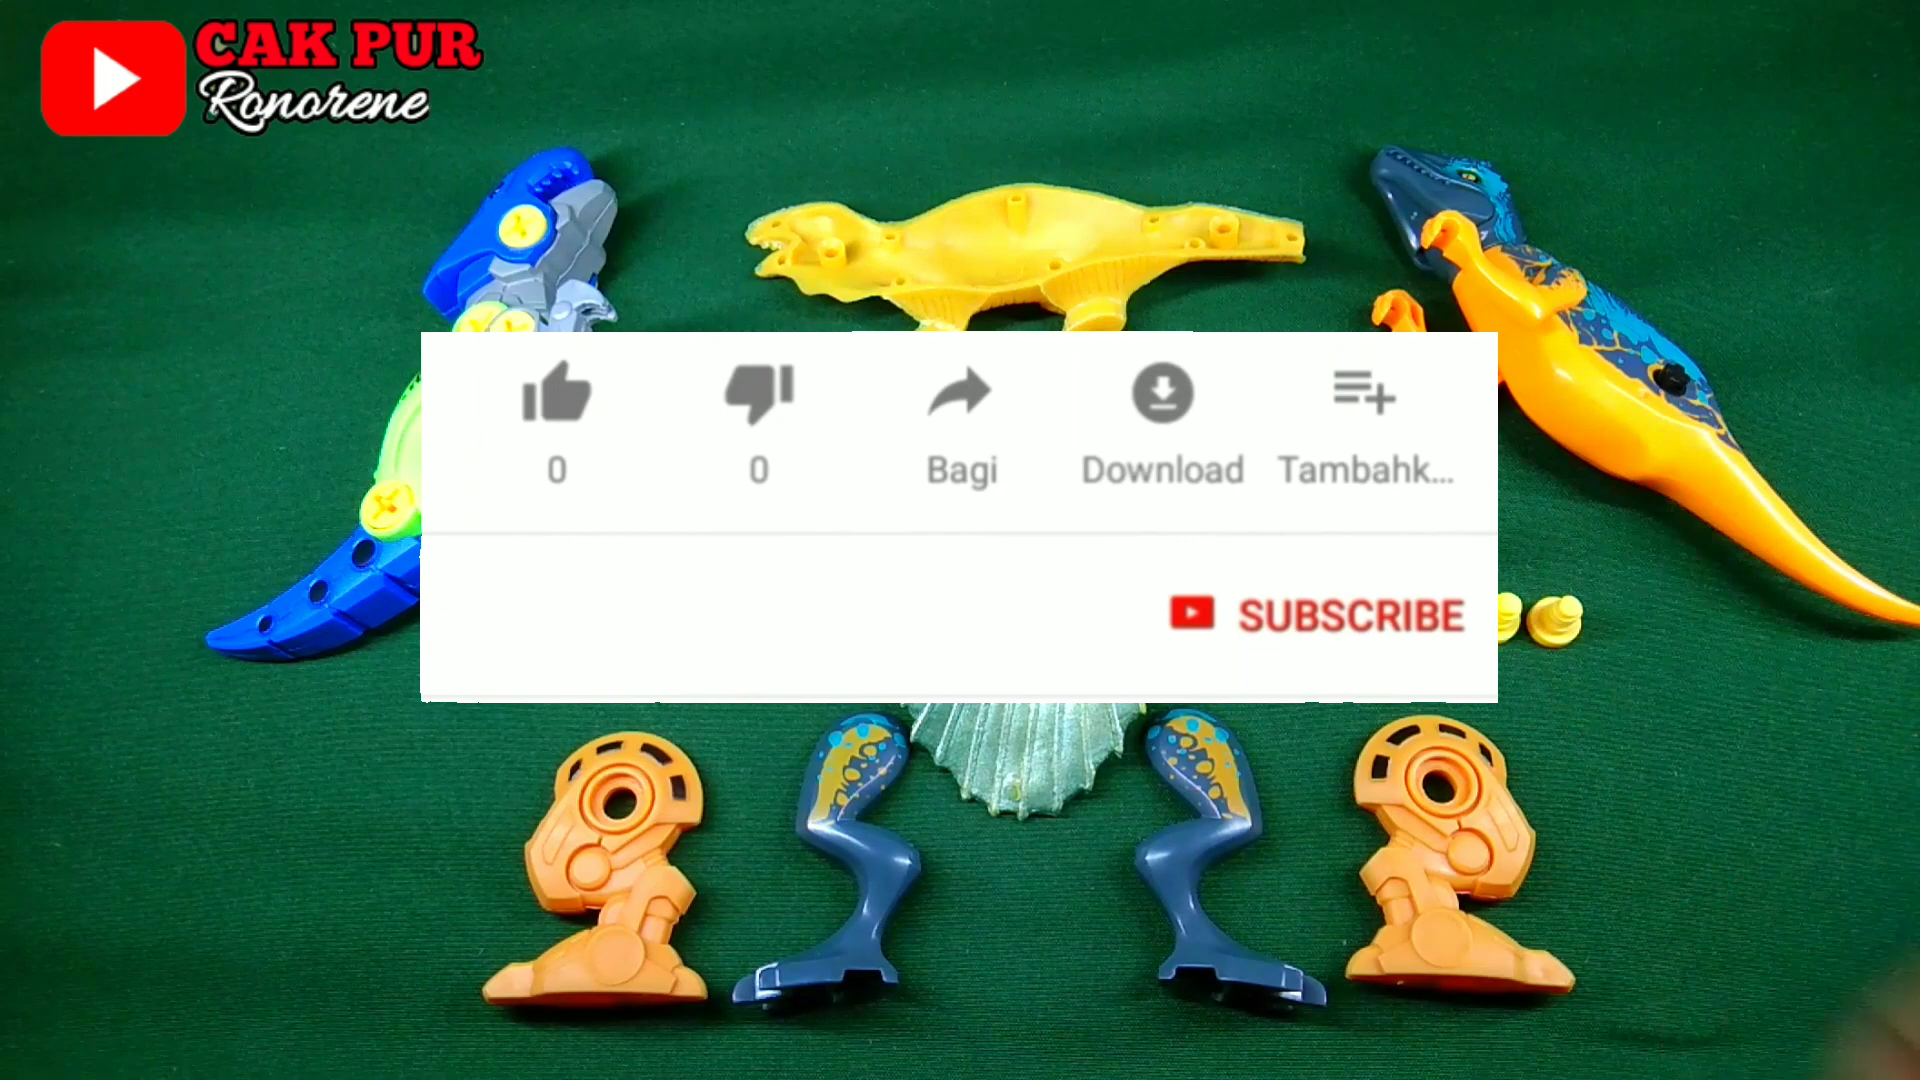 CAK PUR
Ronorene
0
0
Bagi
Download
Tambahk...
SUBSCRIBE